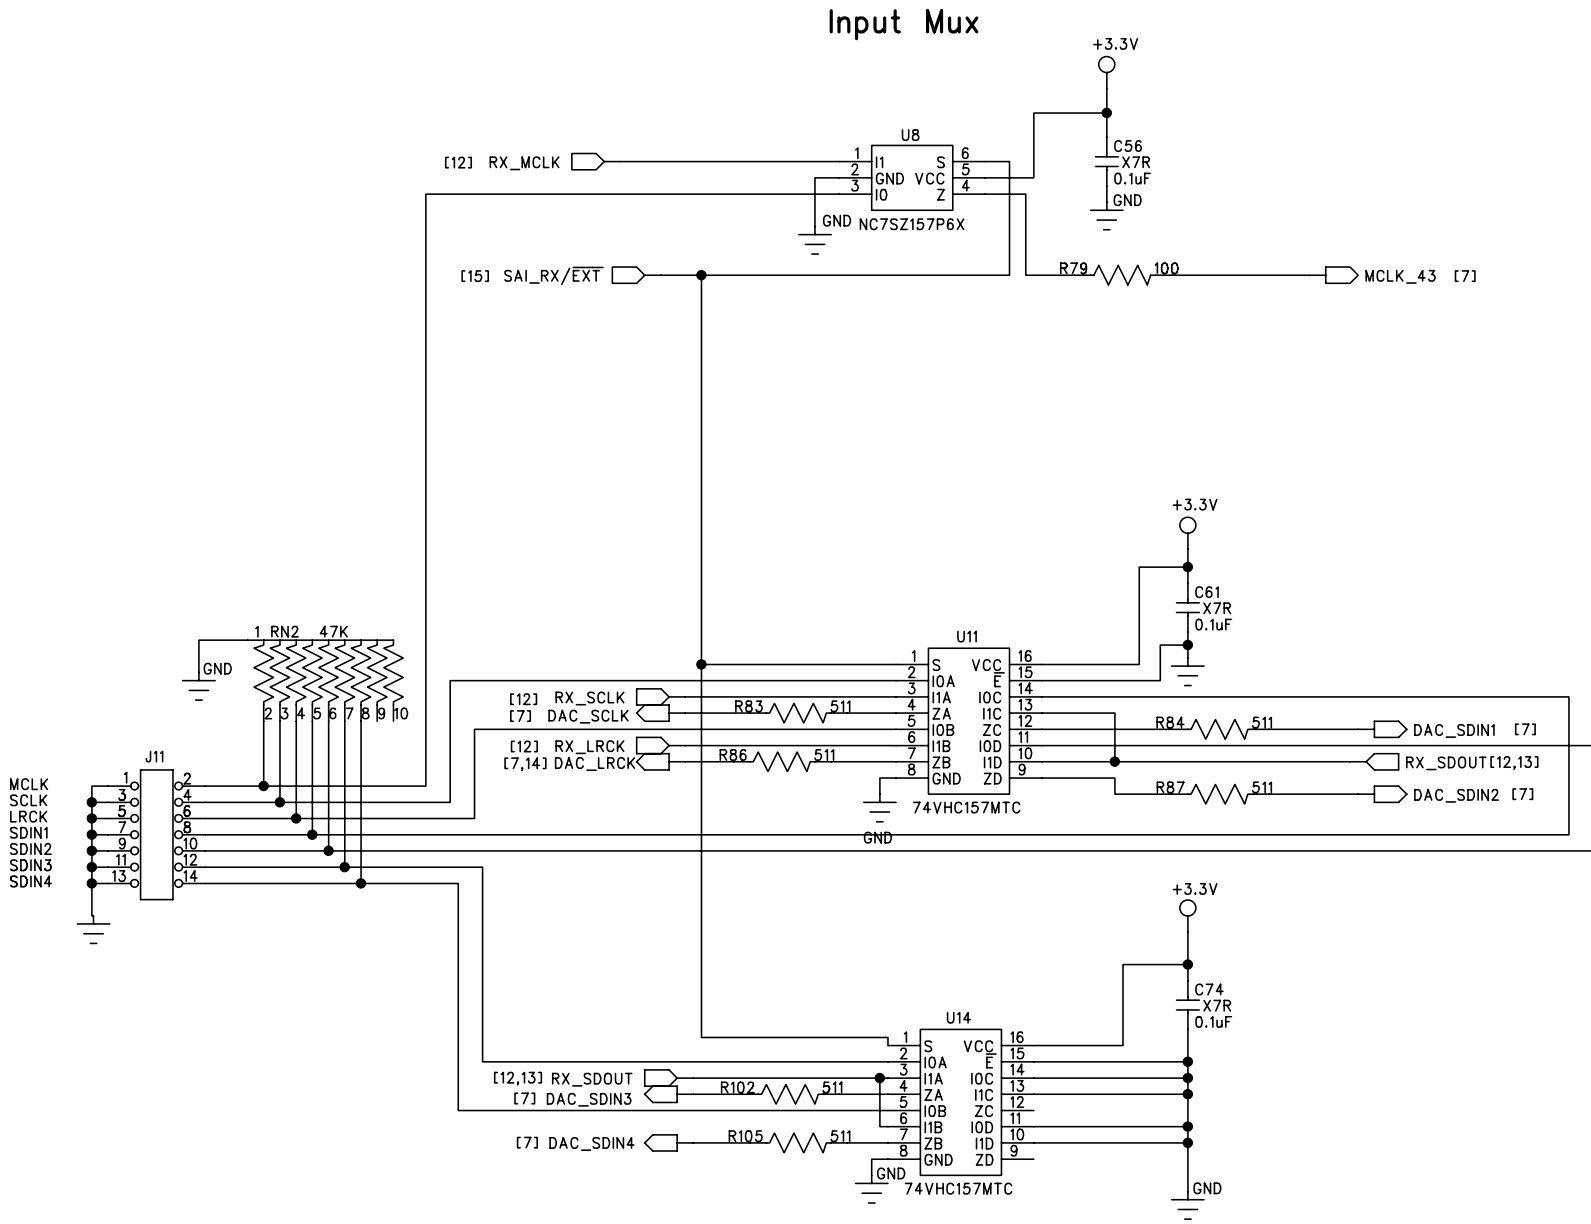 Input Mux
+3.3V
U8
[12] RX_MCLK
1 I1 S 6
2 GND VCC 5
3 I0 Z 4
C56
X7R
0.1uF
GND
GND
NC7SZ157P6X
[15] SAI_RX/EXT
R79 100
MCLK_43 [7]
+3.3V
C61
X7R
0.1uF
1 RN2 47K
GND
2 3 4 5 6 7 8 9 10
U11
1 S VCC 16
2 I0A E 15
[12] RX_SCLK 3 I1A I0C 14
[7] DAC_SCLK R83 511 4 ZA I1C 13
5 I0B ZC 12 R84 511 DAC_SDIN1 [7]
[12] RX_LRCK 6 I1B I0D 11
[7,14] DAC_LRCK R86 511 7 ZB I1D 10 RX_SDOUT[12,13]
8 GND ZD 9 R87 511 DAC_SDIN2 [7]
74VHC157MTC
GND
J11
MCLK 1 2
SCLK 3 4
LRCK 5 6
SDIN1 7 8
SDIN2 9 10
SDIN3 11 12
SDIN4 13 14
+3.3V
C74
X7R
0.1uF
U14
1 S VCC 16
2 I0A E 15
[12,13] RX_SDOUT 3 I1A I0C 14
[7] DAC_SDIN3 R102 511 4 ZA I1C 13
5 I0B ZC 12
6 I1B I0D 11
[7] DAC_SDIN4 R105 511 7 ZB I1D 10
8 GND ZD 9
GND
74VHC157MTC
GND